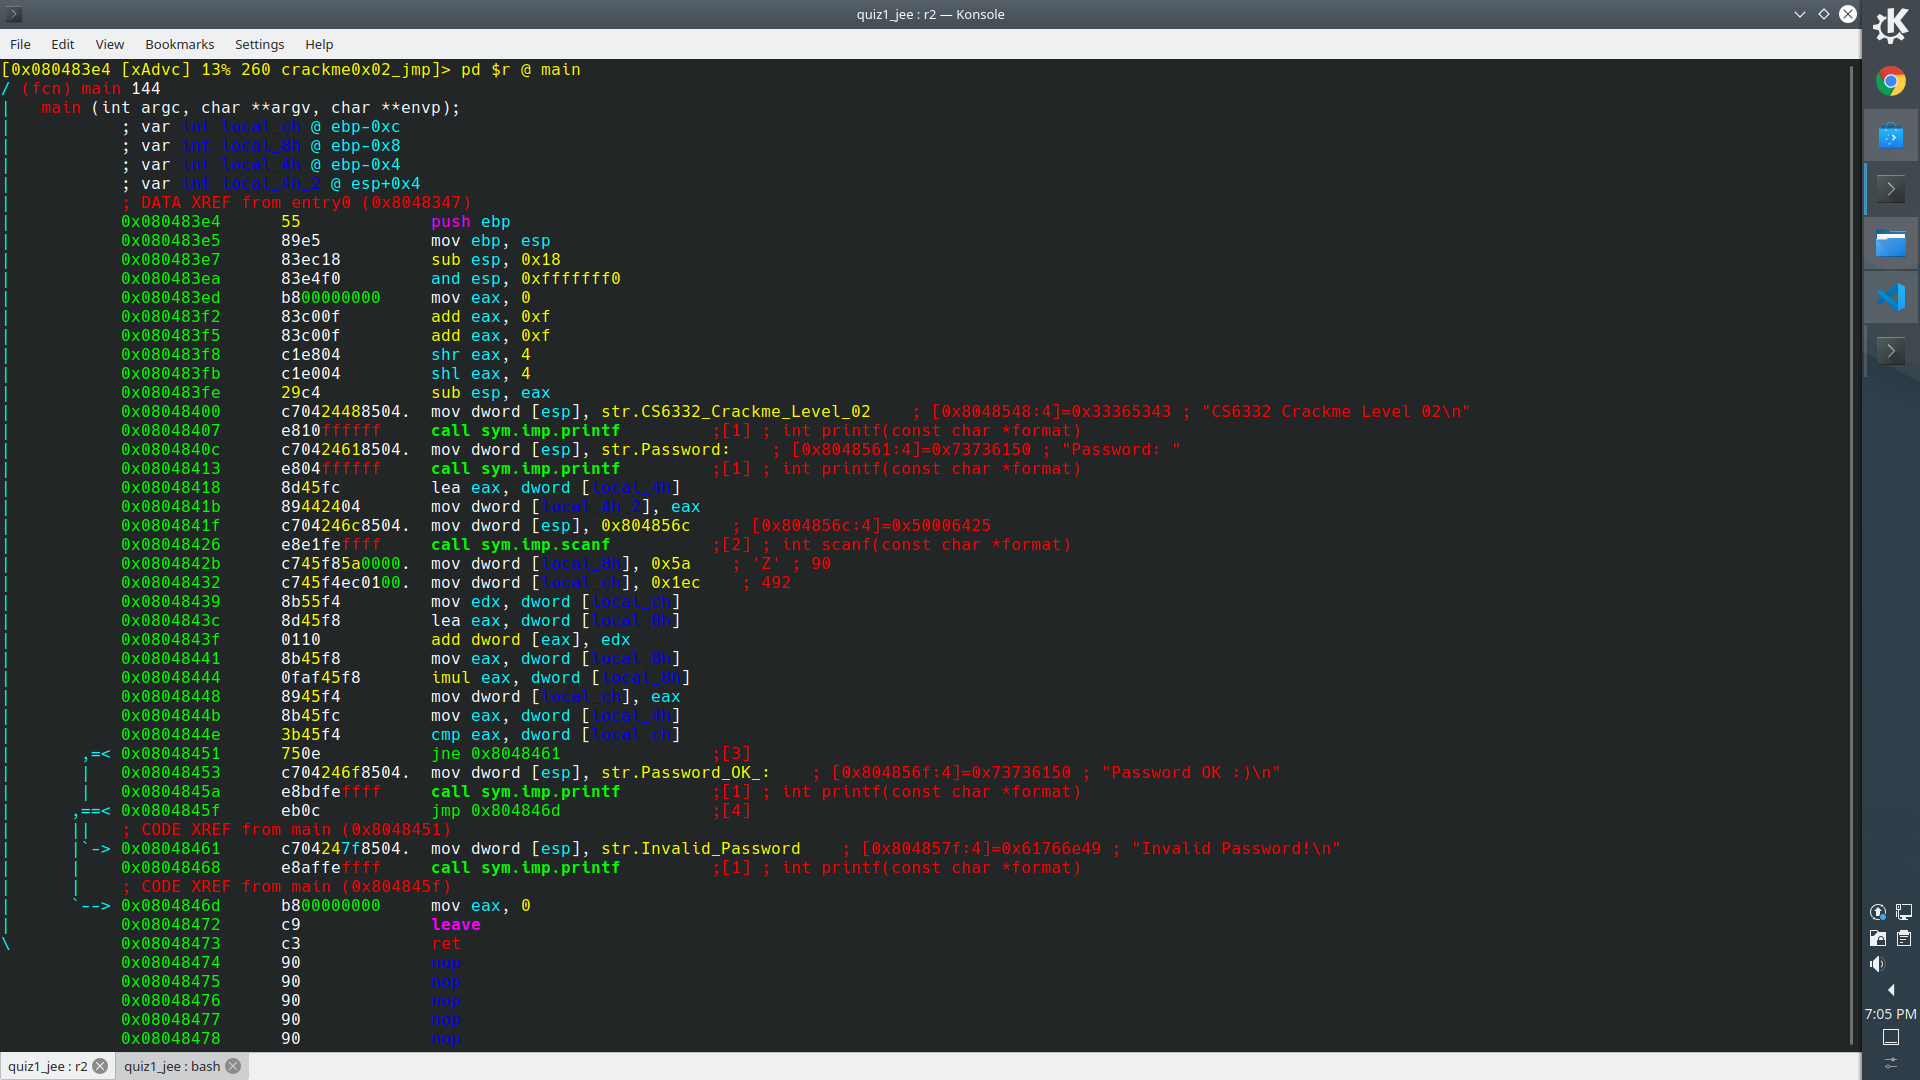 quiz1_jee : r2 — Konsole
File Edit View Bookmarks Settings Help
[0x080483e4 [xAdvc] 13% 260 crackme0x02_jmp]> pd $r @ main
/ (fcn) main 144
| main (int argc, char **argv, char **envp);
| ; var int local_ch @ ebp-0xc
| ; var int local_8h @ ebp-0x8
| ; var int local_4h @ ebp-0x4
| ; var int local_4h_2 @ esp+0x4
| ; DATA XREF from entry0 (0x8048347)
| 0x080483e4 55 push ebp
| 0x080483e5 89e5 mov ebp, esp
| 0x080483e7 83ec18 sub esp, 0x18
| 0x080483ea 83e4f0 and esp, 0xfffffff0
| 0x080483ed b800000000 mov eax, 0
| 0x080483f2 83c00f add eax, 0xf
| 0x080483f5 83c00f add eax, 0xf
| 0x080483f8 c1e804 shr eax, 4
| 0x080483fb c1e004 shl eax, 4
| 0x080483fe 29c4 sub esp, eax
| 0x08048400 c70424488504. mov dword [esp], str.CS6332_Crackme_Level_02 ; [0x8048548:4]=0x33365343 ; "CS6332 Crackme Level 02\n"
| 0x08048407 e810ffffff call sym.imp.printf ;[1] ; int printf(const char *format)
| 0x0804840c c70424618504. mov dword [esp], str.Password: ; [0x8048561:4]=0x73736150 ; "Password: "
| 0x08048413 e804ffffff call sym.imp.printf ;[1] ; int printf(const char *format)
| 0x08048418 8d45fc lea eax, dword [local_4h]
| 0x0804841b 89442404 mov dword [local_4h_2], eax
| 0x0804841f c704246c8504. mov dword [esp], 0x804856c ; [0x804856c:4]=0x50006425
| 0x08048426 e8e1feffff call sym.imp.scanf ;[2] ; int scanf(const char *format)
| 0x0804842b c745f85a0000. mov dword [local_8h], 0x5a ; 'Z' ; 90
| 0x08048432 c745f4ec0100. mov dword [local_ch], 0x1ec ; 492
| 0x08048439 8b55f4 mov edx, dword [local_ch]
| 0x0804843c 8d45f8 lea eax, dword [local_8h]
| 0x0804843f 0110 add dword [eax], edx
| 0x08048441 8b45f8 mov eax, dword [local_8h]
| 0x08048444 0faf45f8 imul eax, dword [local_8h]
| 0x08048448 8945f4 mov dword [local_ch], eax
| 0x0804844b 8b45fc mov eax, dword [local_4h]
| 0x0804844e 3b45f4 cmp eax, dword [local_ch]
| ,=< 0x08048451 750e jne 0x8048461 ;[3]
| | 0x08048453 c704246f8504. mov dword [esp], str.Password_OK_: ; [0x804856f:4]=0x73736150 ; "Password OK :)\n"
| | 0x0804845a e8bdfeffff call sym.imp.printf ;[1] ; int printf(const char *format)
| ,==< 0x0804845f eb0c jmp 0x804846d ;[4]
| || ; CODE XREF from main (0x8048451)
| |`-> 0x08048461 c704247f8504. mov dword [esp], str.Invalid_Password ; [0x804857f:4]=0x61766e49 ; "Invalid Password!\n"
| | 0x08048468 e8affeffff call sym.imp.printf ;[1] ; int printf(const char *format)
| | ; CODE XREF from main (0x804845f)
| `--> 0x0804846d b800000000 mov eax, 0
| 0x08048472 c9 leave
\ 0x08048473 c3 ret
0x08048474 90 nop
0x08048475 90 nop
0x08048476 90 nop
0x08048477 90 nop
0x08048478 90 nop
quiz1_jee : r2 quiz1_jee : bash
7:05 PM